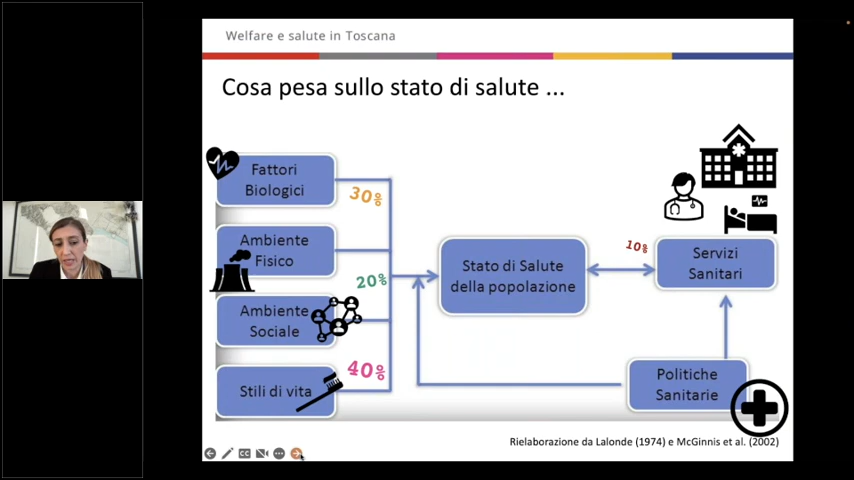 Welfare e salute in Toscana
Cosa pesa sullo stato di salute ...
Fattori
Biologici
30%
Ambiente
Fisico
20%
Ambiente
Sociale
40%
Stili di vita
Stato di Salute
della popolazione
10%
Servizi
Sanitari
Politiche
Sanitarie
Rielaborazione da Lalonde (1974) e McGinnis et al. (2002)
CC